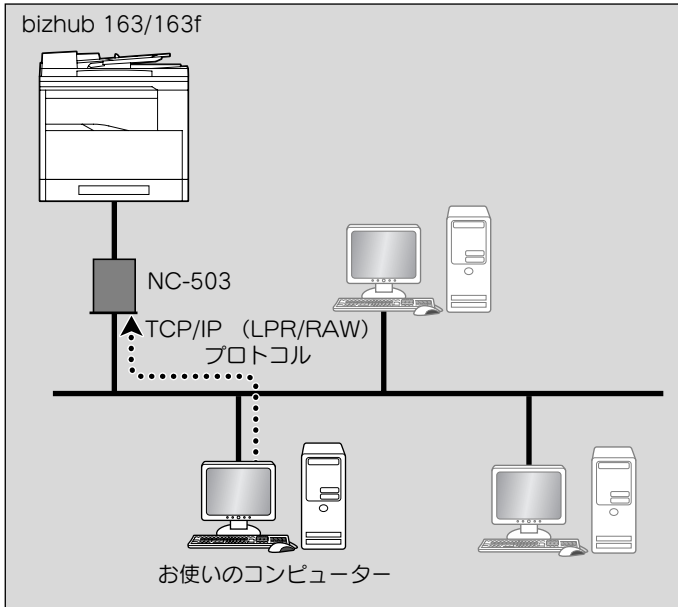 bizhub 163/163f
NC-503
TCP/IP （LPR/RAW）
プロトコル
お使いのコンピューター